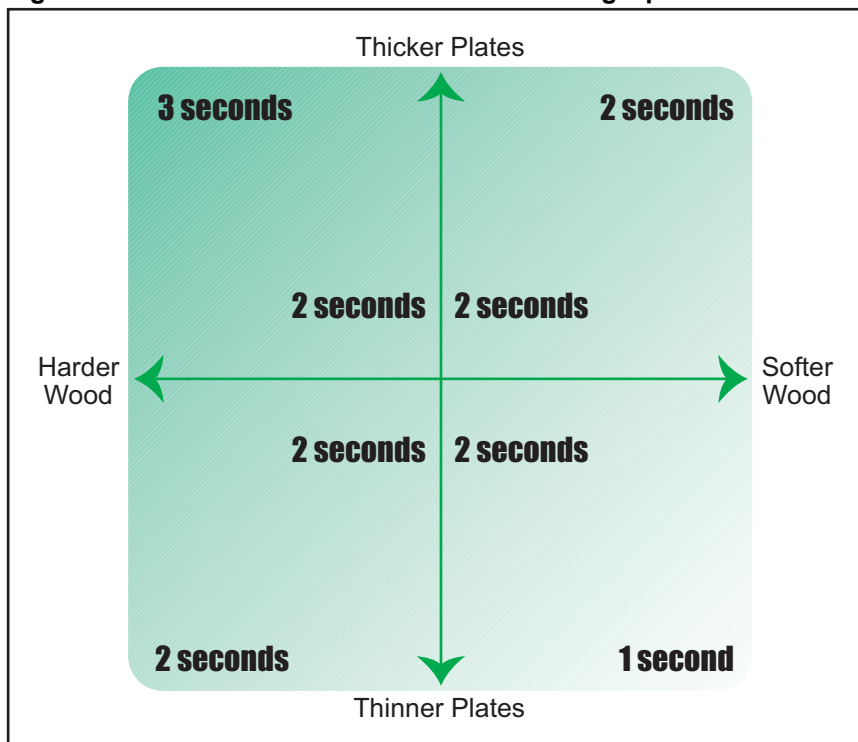 Thicker Plates
3 seconds 2 seconds
2 seconds 2 seconds
Harder
Wood
Softer
Wood
2 seconds 2 seconds
2 seconds 1 second
Thinner Plates